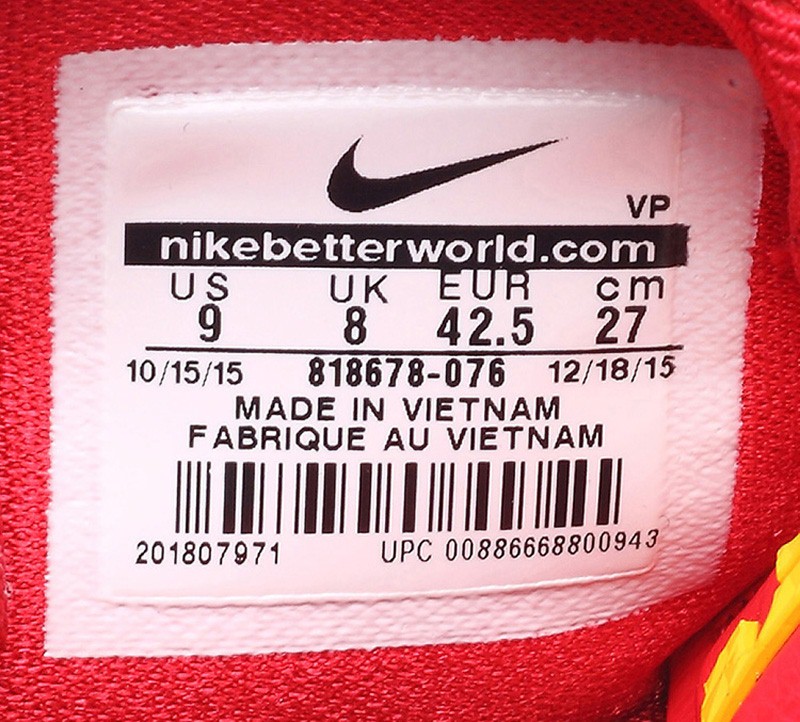 VP
nikebetterworld.com
US UK EUR cm
9 8 42.5 27
10/15/15 818678-076 12/18/15
MADE IN VIETNAM
FABRIQUE AU VIETNAM
201807971 UPC 00886668800943